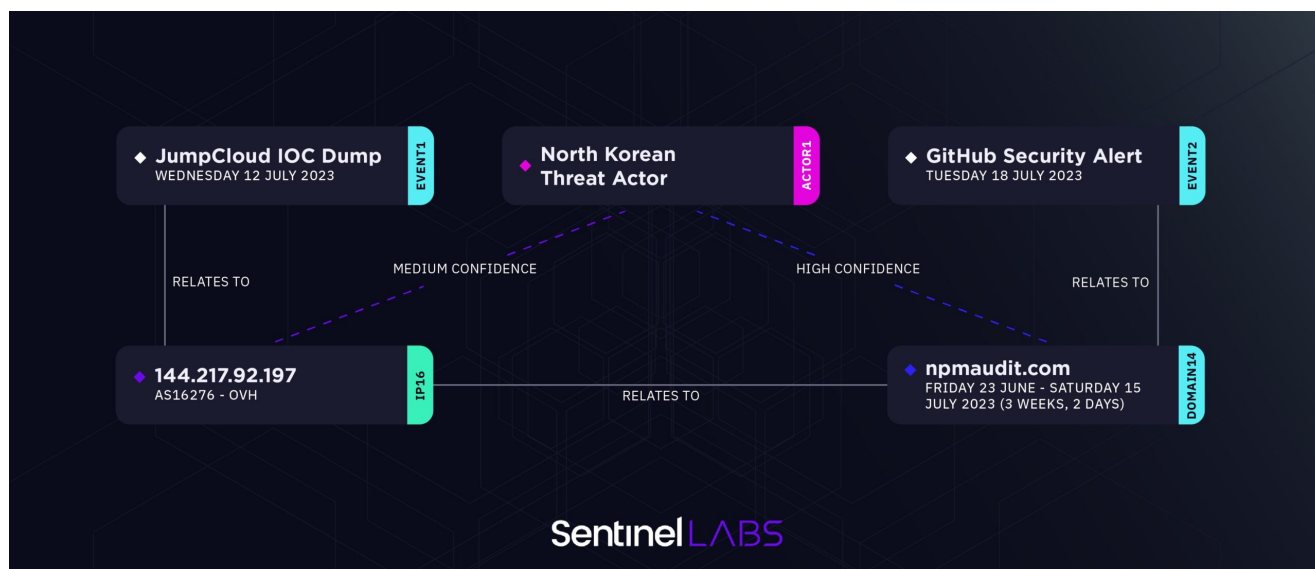 JumpCloud IOC Dump
WEDNESDAY 12 JULY 2023
EVENT1
North Korean
Threat Actor
ACTOR1
GitHub Security Alert
TUESDAY 18 JULY 2023
EVENT2
RELATES TO
MEDIUM CONFIDENCE
HIGH CONFIDENCE
RELATES TO
144.217.92.197
AS16276 - OVH
IP16
RELATES TO
npmaudit.com
FRIDAY 23 JUNE - SATURDAY 15
JULY 2023 (3 WEEKS, 2 DAYS)
DOMAIN14
SentinelLABS